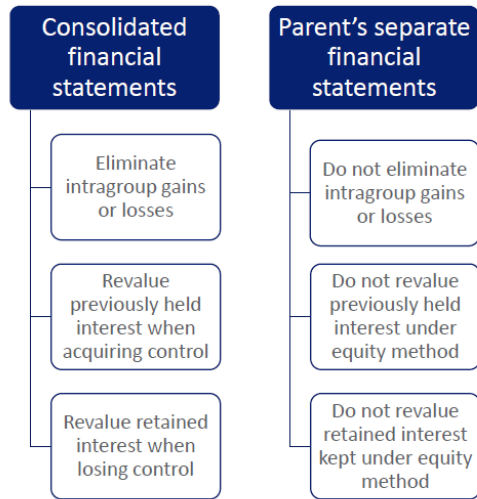 Consolidated
financial
statements
Eliminate
intragroup gains
or losses
Revalue
previously held
interest when
acquiring control
Revalue retained
interest when
losing control
Parent's separate
financial
statements
Do not eliminate
intragroup gains
or losses
Do not revalue
previously held
interest under
equity method
Do not revalue
retained interest
kept under equity
method